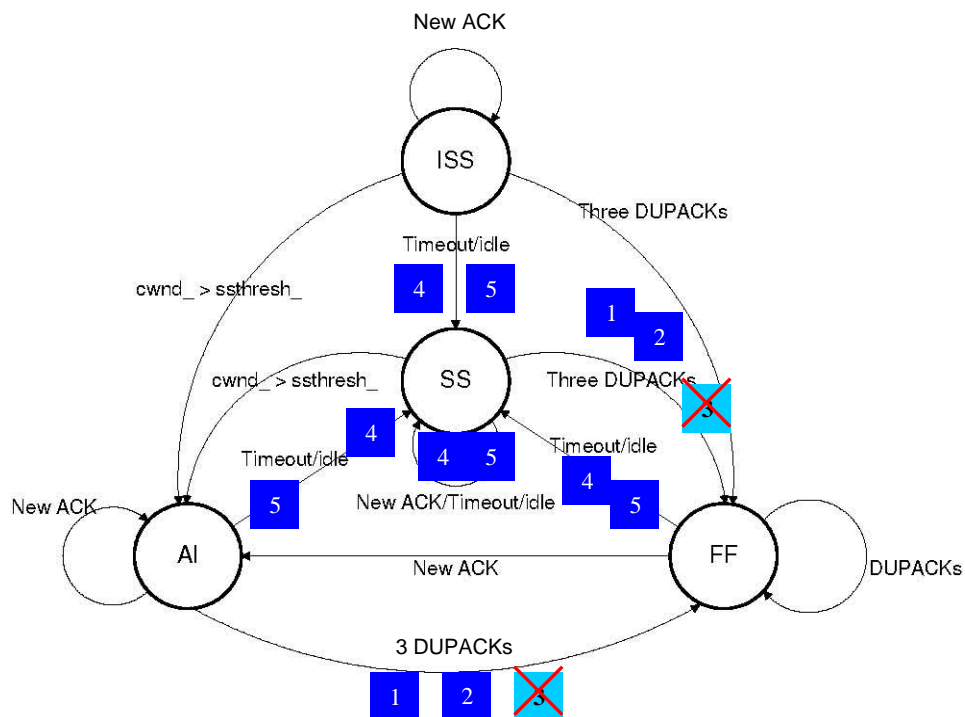 New ACK
ISS
Three DUPACKs
Timeout/idle
4 5
cwnd_ > ssthresh_
1
2
SS
cwnd_ > ssthresh_
Three DUPACKs
3
4
4 5
Timeout/idle
Timeout/idle
4
5
5
New ACK/Timeout/idle
New ACK
AI
FF
New ACK
DUPACKs
3 DUPACKs
1 2 3